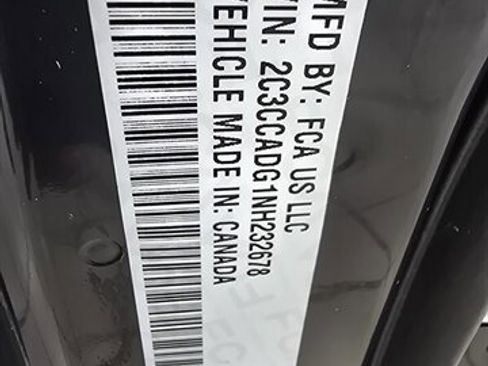 MFD BY: FCA US LLC
VIN: 2C3CCADG1NH232678
VEHICLE MADE IN: CANADA